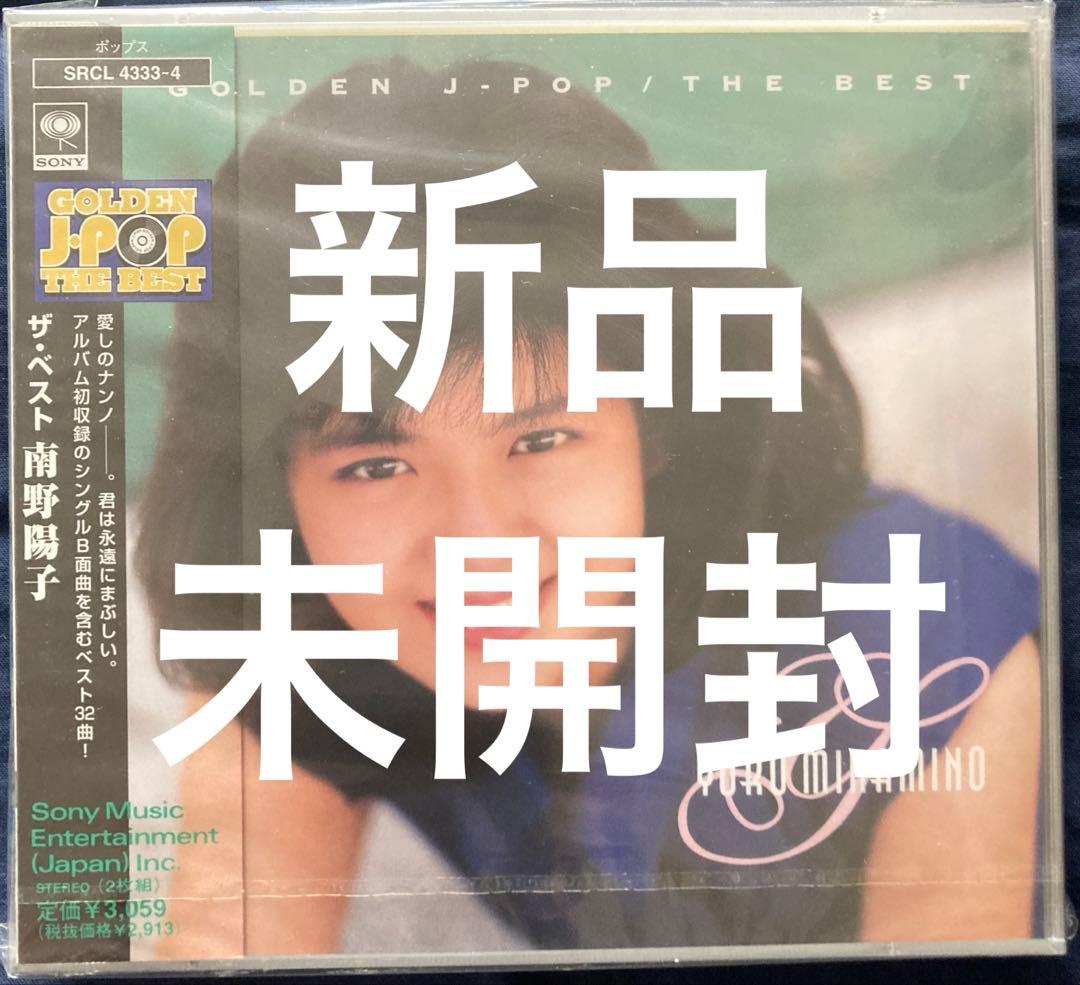 ポップス
SRCL 4333-4
SONY
GOLDEN
J-POP
THE BEST
愛しのナンノ――。君は永遠にまぶしい。
アルバム初収録のシングルB面曲を含むベスト32曲!
ザ・ベスト 南野陽子
Sony Music
Entertainment
(Japan) Inc.
STEREO (2枚組)
定価¥3,059
(税抜価格¥2,913)
GOLDEN J-POP/THE BEST
新品
未開封
YOKO MINAMINO